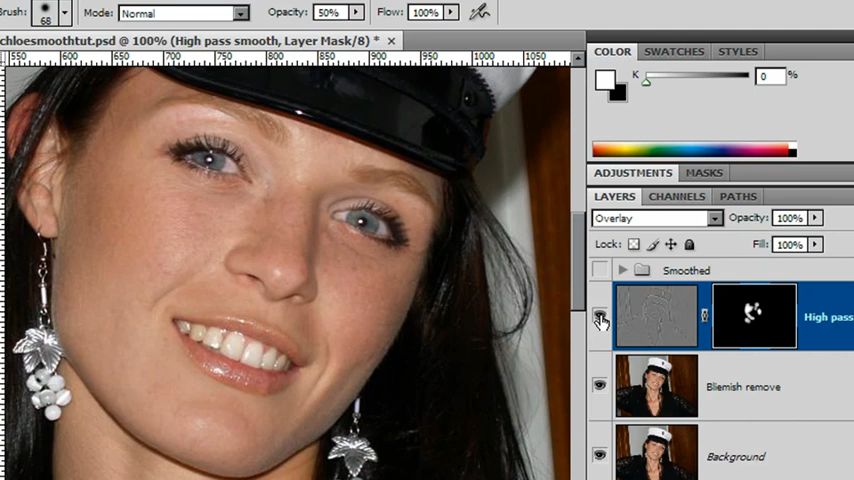 Brush: Mode: Normal Opacity: 50% Flow: 100%
68
chloesmoothtut.psd @ 100% (High pass smooth, Layer Mask/8) * ×
550 600 650 700 750 800 850 900 950 1000 1050
COLOR SWATCHES STYLES
K 0 %
ADJUSTMENTS MASKS
LAYERS CHANNELS PATHS
Overlay Opacity: 100%
Lock: Fill: 100%
Smoothed
High pass
Blemish remove
Background